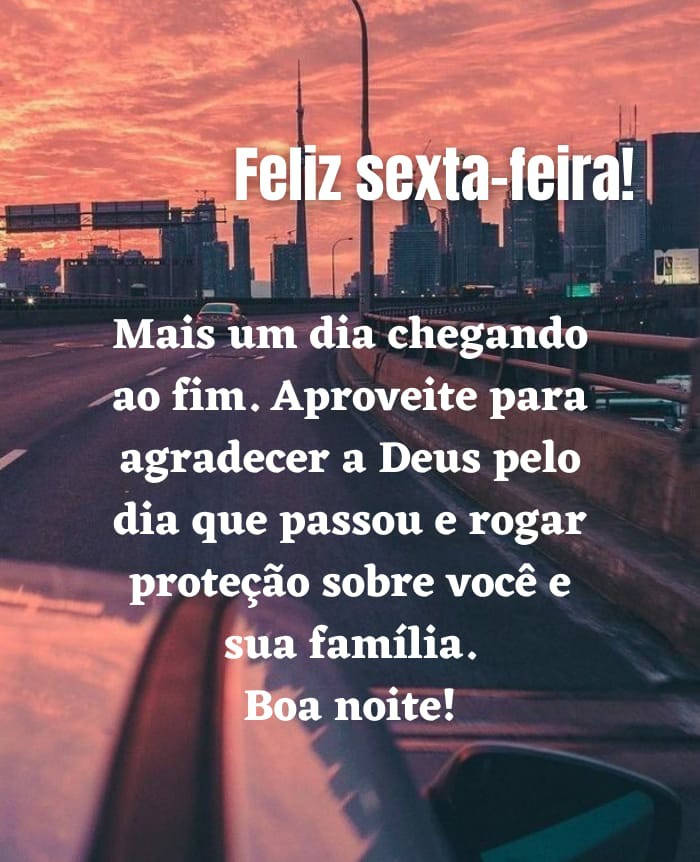 Feliz sexta-feira!
Mais um dia chegando
ao fim. Aproveite para
agradecer a Deus pelo
dia que passou e rogar
proteção sobre você e
sua família.
Boa noite!